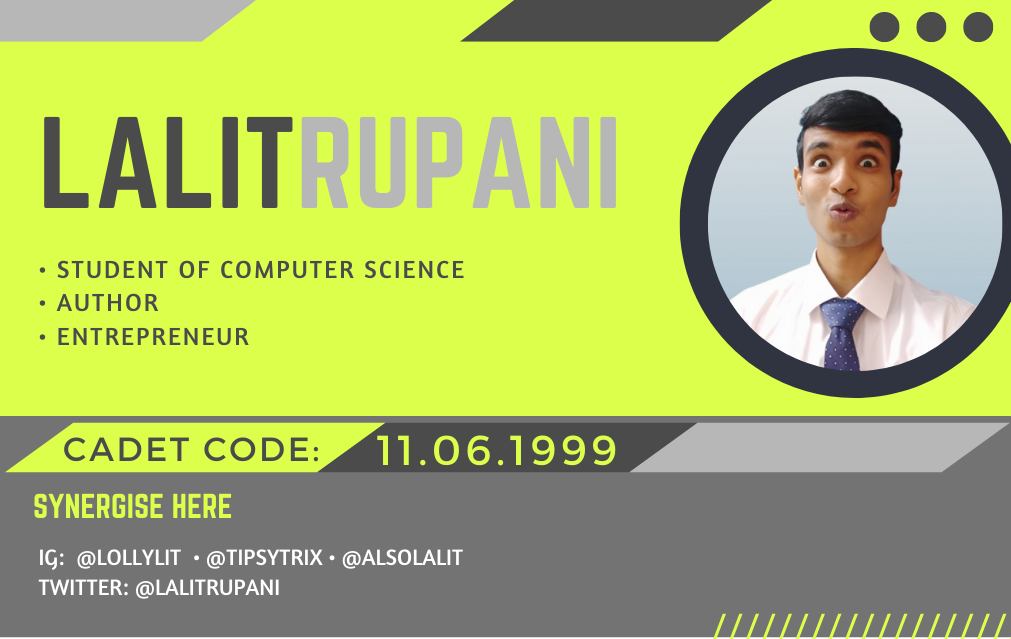 LALITRUPANI
• STUDENT OF COMPUTER SCIENCE
• AUTHOR
• ENTREPRENEUR
CADET CODE: 11.06.1999
SYNERGISE HERE
IG: @LOLLYLIT • @TIPSYTRIX • @ALSOLALIT
TWITTER: @LALITRUPANI